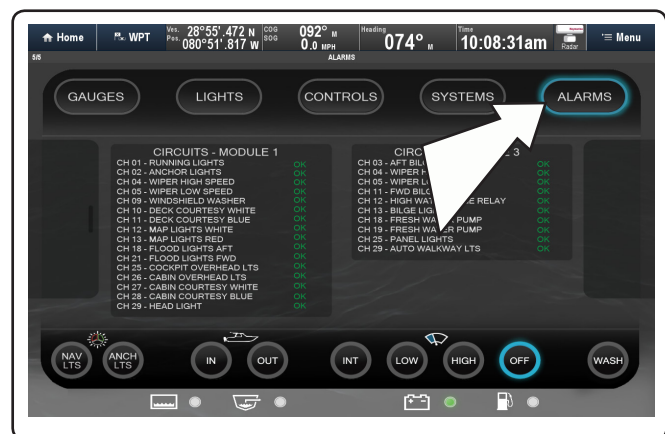 Home
WPT
Ves. Pos. 28°55'.472 N 080°51'.817 W
COG 092° M
SOG 0.0 MPH
Heading 074° M
Time 10:08:31am
Radar
Menu
5/5
ALARMS
GAUGES LIGHTS CONTROLS SYSTEMS ALARMS
CIRCUITS - MODULE 1
CH 01 - RUNNING LIGHTS OK
CH 02 - ANCHOR LIGHTS OK
CH 04 - WIPER HIGH SPEED OK
CH 05 - WIPER LOW SPEED OK
CH 09 - WINDSHIELD WASHER OK
CH 10 - DECK COURTESY WHITE OK
CH 11 - DECK COURTESY BLUE OK
CH 12 - MAP LIGHTS WHITE OK
CH 13 - MAP LIGHTS RED OK
CH 18 - FLOOD LIGHTS AFT OK
CH 21 - FLOOD LIGHTS FWD OK
CH 25 - COCKPIT OVERHEAD LTS OK
CH 26 - CABIN OVERHEAD LTS OK
CH 27 - CABIN COURTESY WHITE OK
CH 28 - CABIN COURTESY BLUE OK
CH 29 - HEAD LIGHT OK
3
CH 03 - AFT OK
CH 04 - WIPER OK
CH 05 - WIPER OK
CH 11 - FWD OK
CH 12 - HIGH RELAY OK
CH 13 - BILGE OK
CH 18 - FRESH PUMP OK
CH 19 - FRESH PUMP OK
CH 25 - PANEL LIGHTS OK
CH 29 - AUTO WALKWAY LTS OK
NAV LTS
ANCH LTS
IN
OUT
INT
LOW
HIGH
OFF
WASH